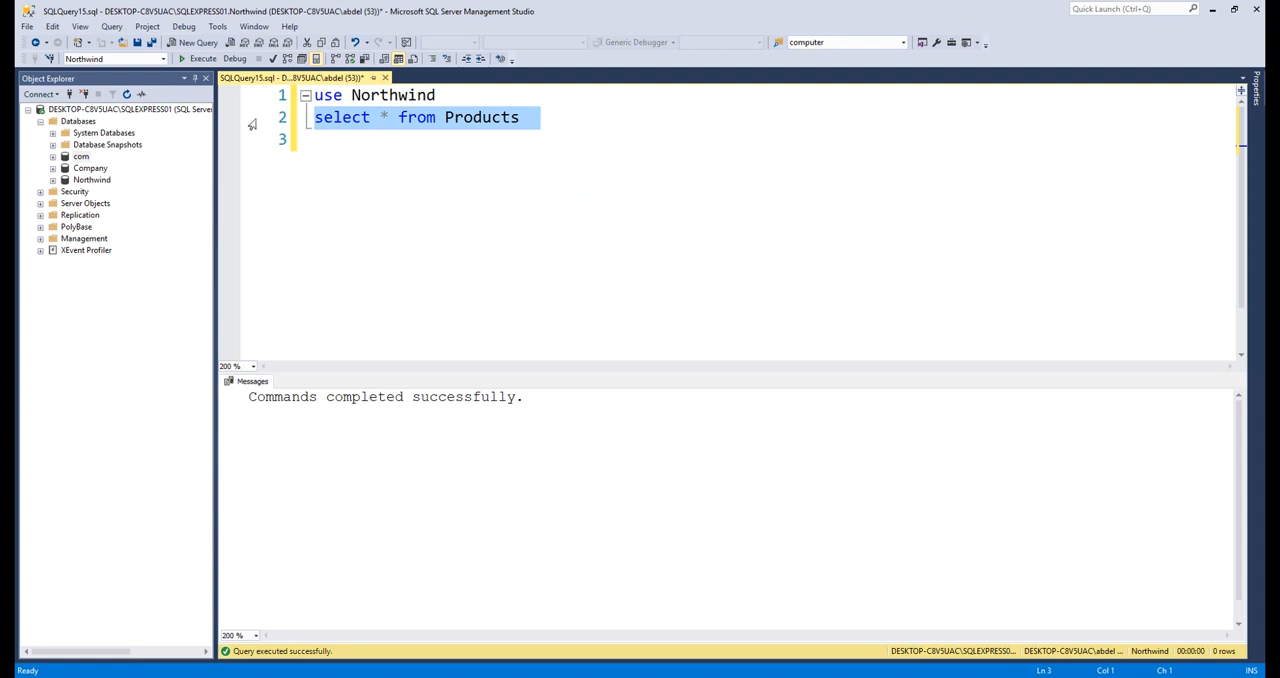 SQLQuery15.sql - DESKTOP-C8V5UAC\SQLEXPRESS01.Northwind (DESKTOP-C8V5UAC\abdel (53))* - Microsoft SQL Server Management Studio
Quick Launch (Ctrl+Q)
File Edit View Query Project Debug Tools Window Help
New Query
Generic Debugger
computer
Northwind
Execute Debug
Object Explorer
SQLQuery15.sql - D...8V5UAC\abdel (53))*
Properties
Connect
DESKTOP-C8V5UAC\SQLEXPRESS01 (SQL Server
Databases
System Databases
Database Snapshots
com
Company
Northwind
Security
Server Objects
Replication
PolyBase
Management
XEvent Profiler
1 use Northwind
2 select * from Products
3
200 %
Messages
Commands completed successfully.
200 %
Query executed successfully.
DESKTOP-C8V5UAC\SQLEXPRESS0... DESKTOP-C8V5UAC\abdel ... Northwind 00:00:00 0 rows
Ready
Ln 3 Col 1 Ch 1 INS